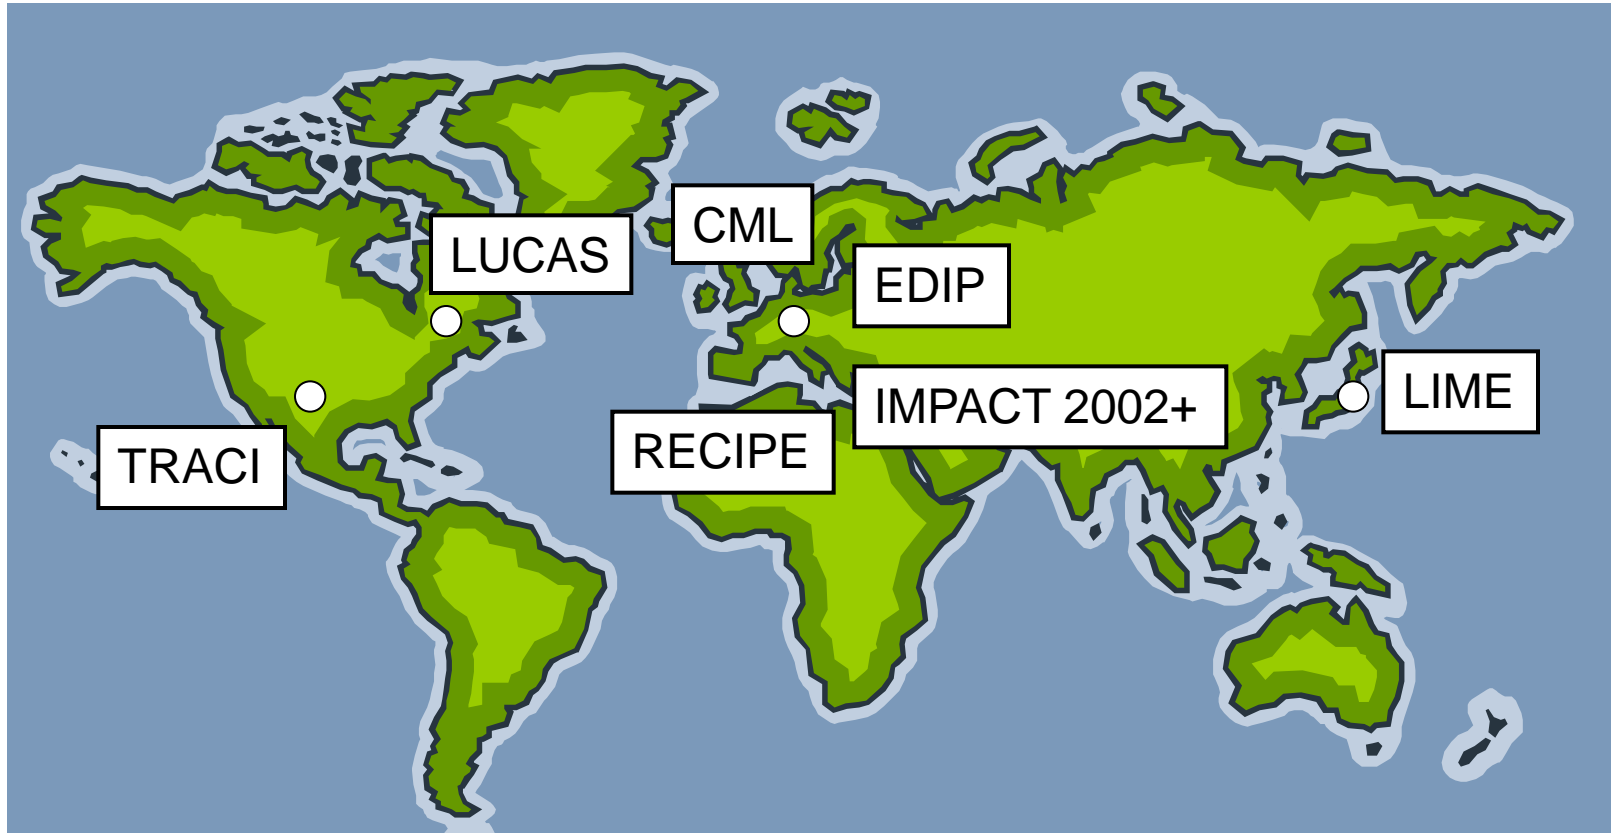 CML
LUCAS
EDIP
LIME
IMPACT 2002+
RECIPE
TRACI